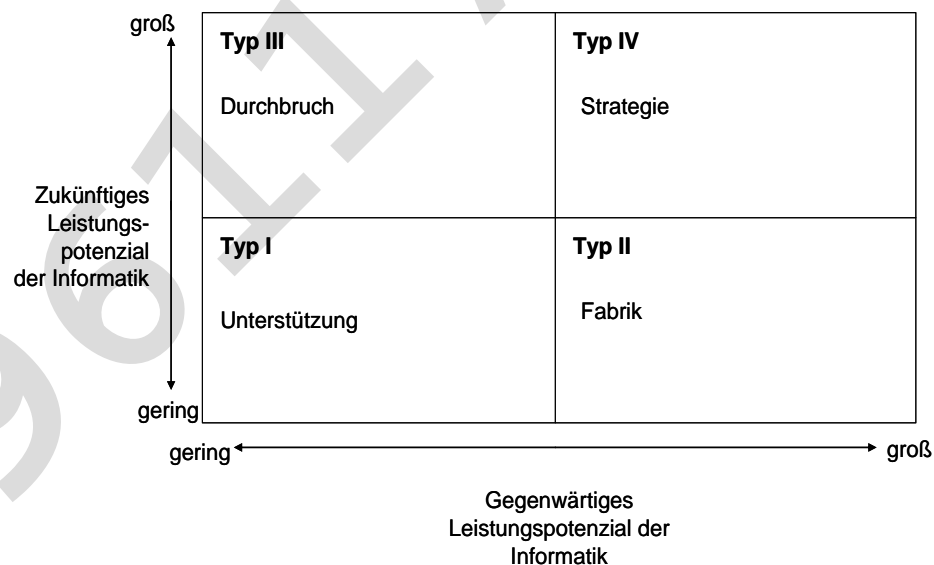 groß
Typ III
Typ IV
Durchbruch
Strategie
Zukünftiges
Leistungs-
potenzial
der Informatik
Typ I
Typ II
Unterstützung
Fabrik
gering
gering
groß
Gegenwärtiges
Leistungspotenzial der
Informatik